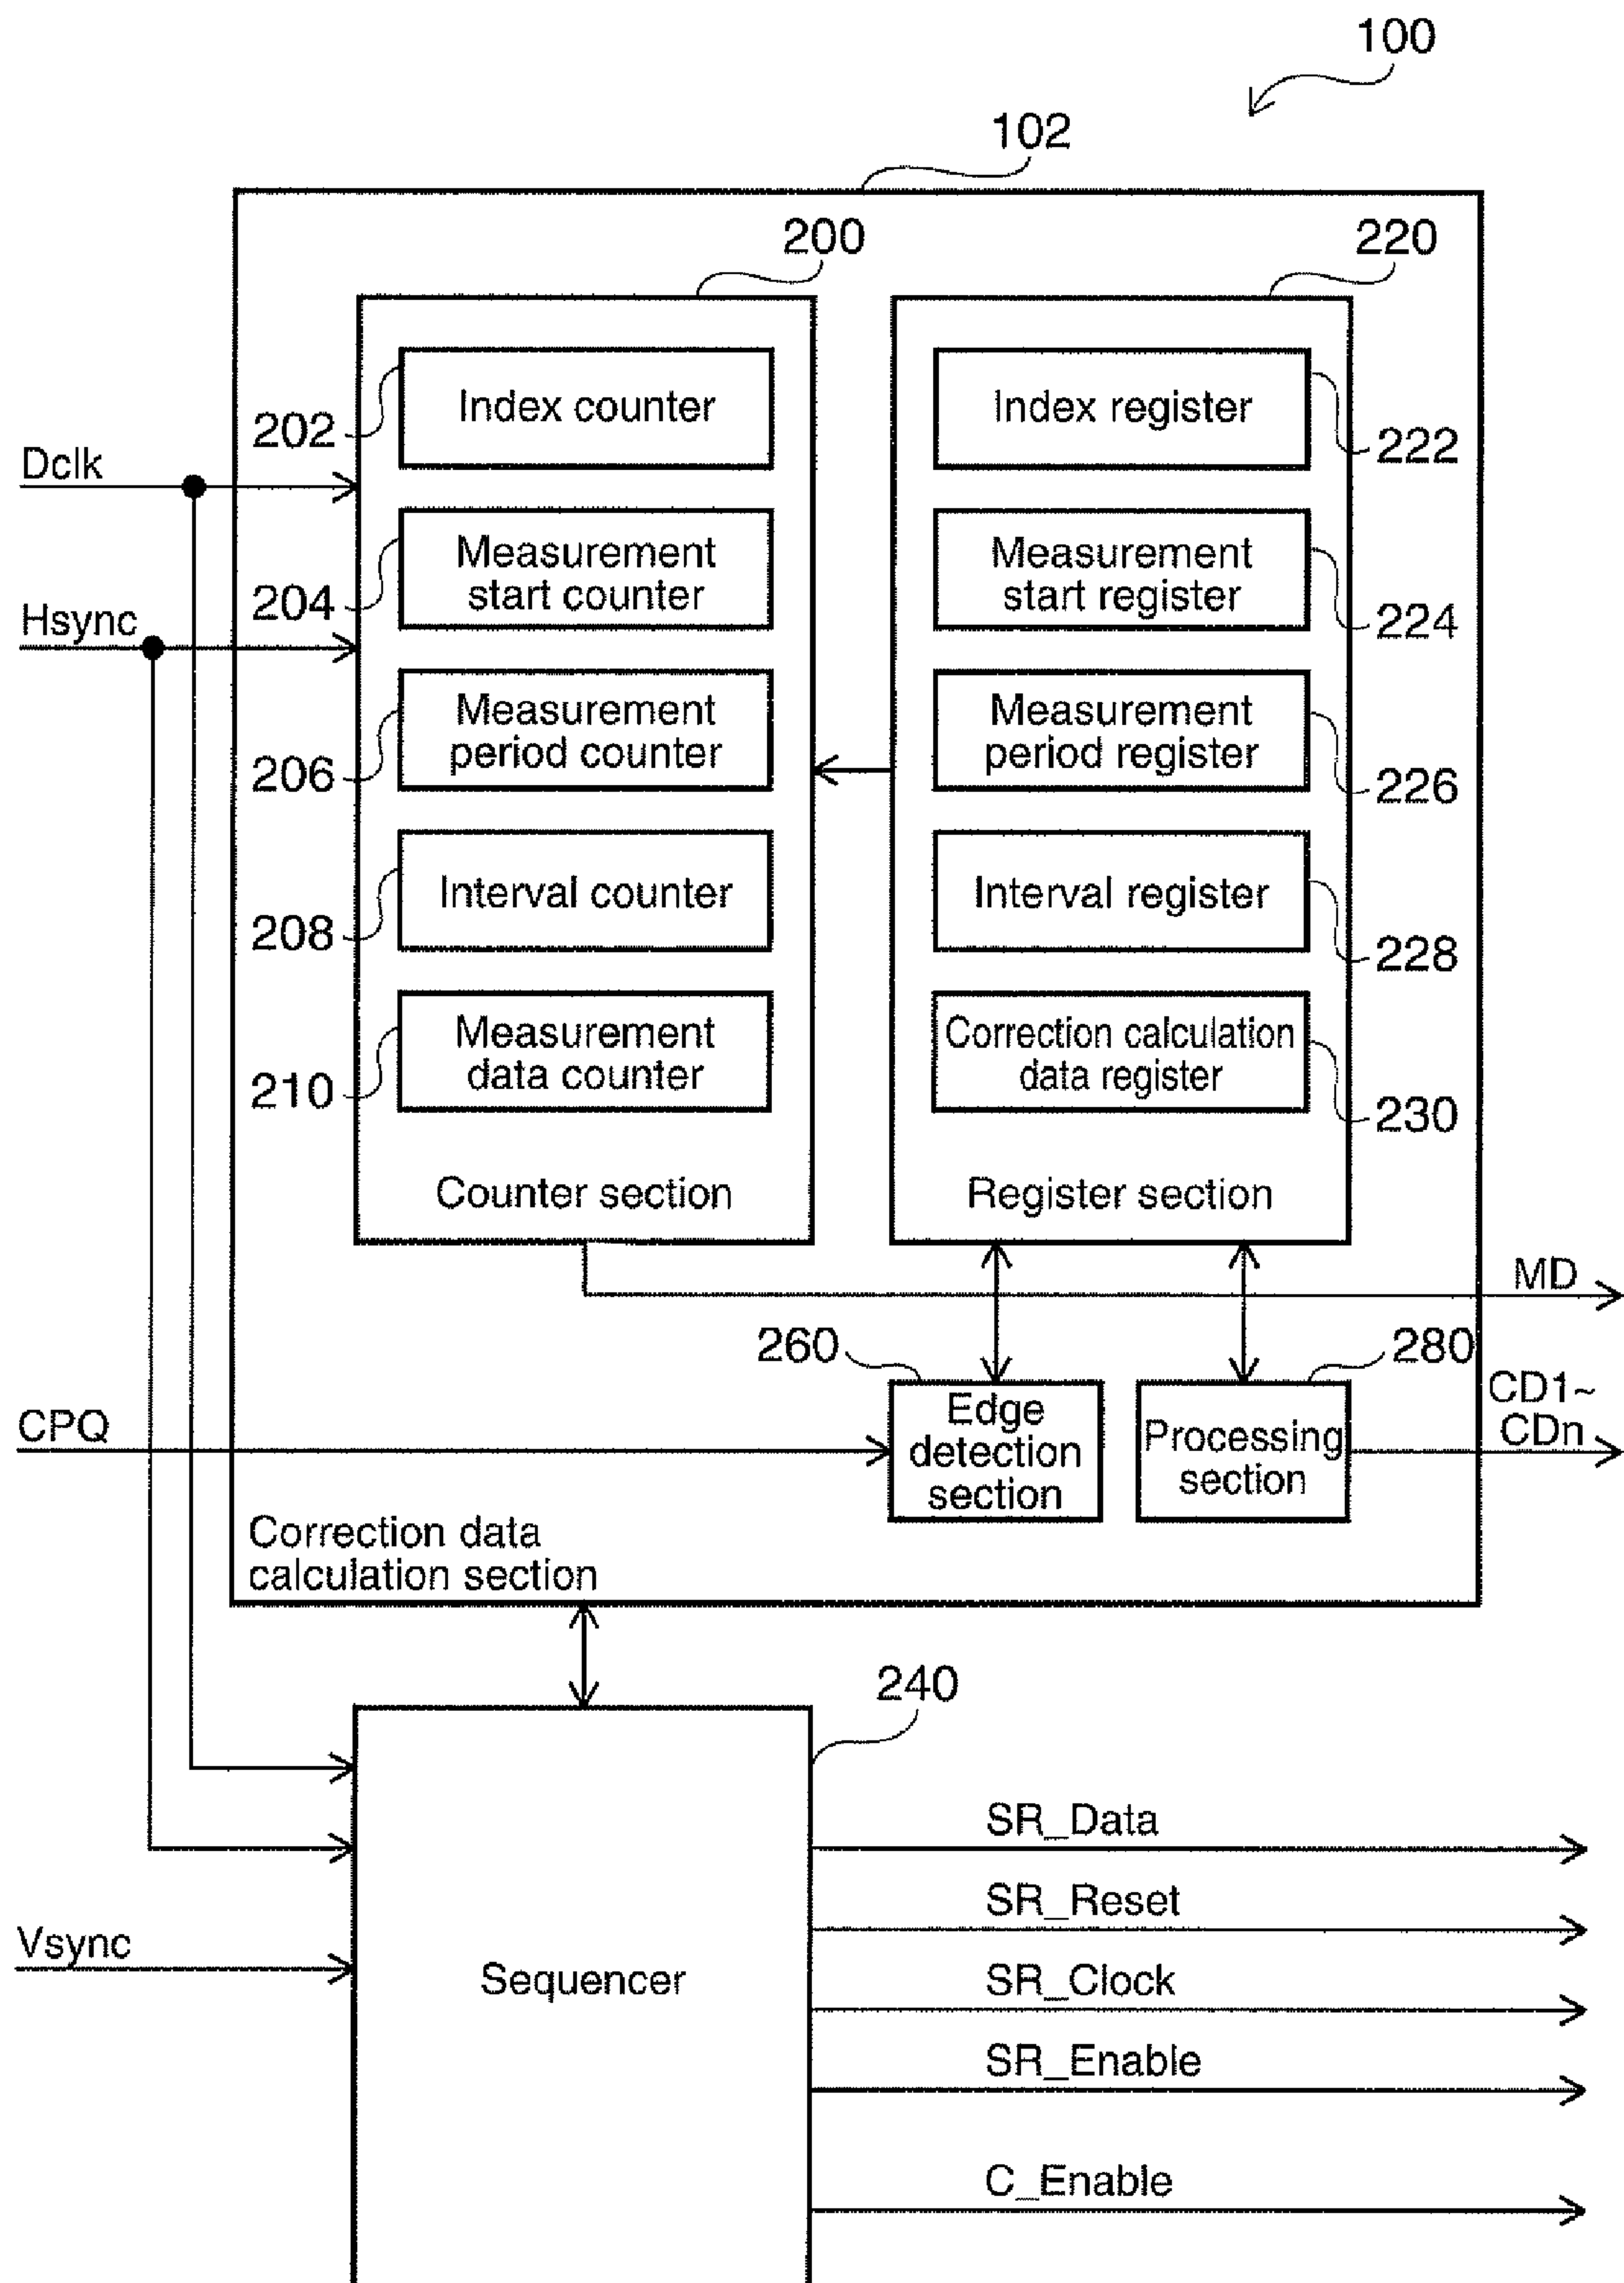 100
102
200
220
Index counter
Index register
202
222
Dclk
Measurement
start counter
Measurement
start register
204
224
Hsync
Measurement
period counter
Measurement
period register
206
226
Interval counter
Interval register
208
228
Measurement
data counter
Correction calculation
data register
210
230
Counter section
Register section
MD
260
280
CD1~
CDn
CPQ
Edge
detection
section
Processing
section
Correction data
calculation section
240
SR_Data
SR_Reset
Vsync
Sequencer
SR_Clock
SR_Enable
C_Enable